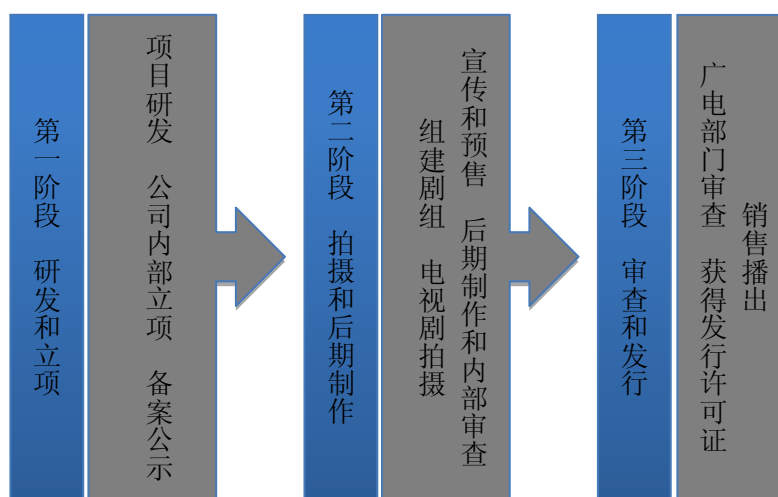 第一阶段 研发和立项
项目研发 公司内部立项 备案公示
第二阶段 拍摄和后期制作
组建剧组 电视剧拍摄
宣传和预售 后期制作和内部审查
第三阶段 审查和发行
广电部门审查 获得发行许可证
销售播出